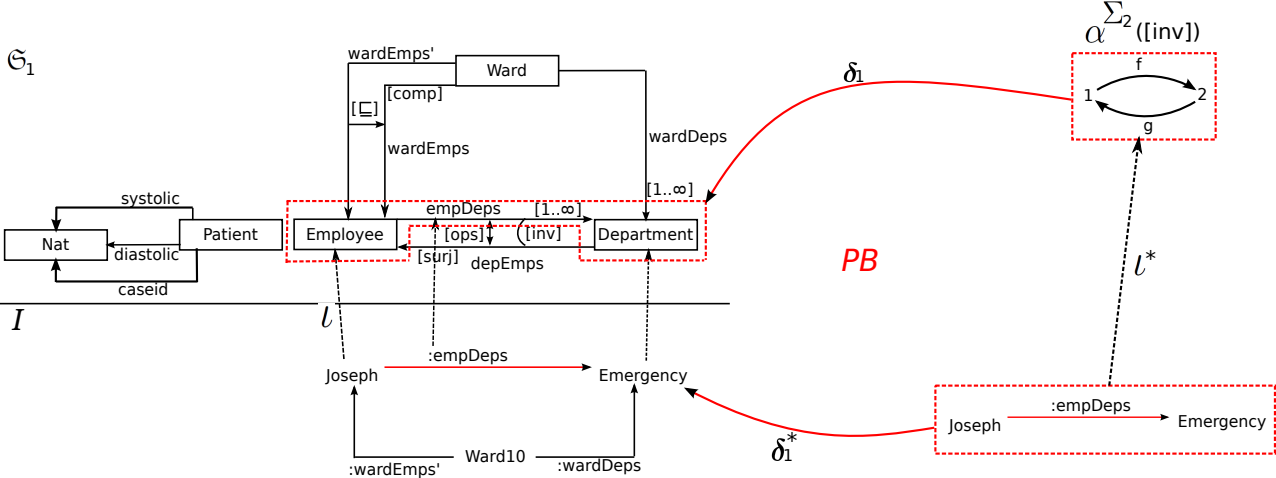 𝔖₁
α^Σ₂ ([inv])
f
1
2
g
δ₁
wardEmps'
Ward
[comp]
[⊑]
wardEmps
wardDeps
[1..∞]
systolic
Nat
Patient
diastolic
caseid
empDeps
[1..∞]
Employee
[ops]
[inv]
Department
[surj]
depEmps
PB
ι*
I
ι
:empDeps
Joseph
Emergency
:wardEmps'
Ward10
:wardDeps
δ₁*
:empDeps
Joseph
Emergency